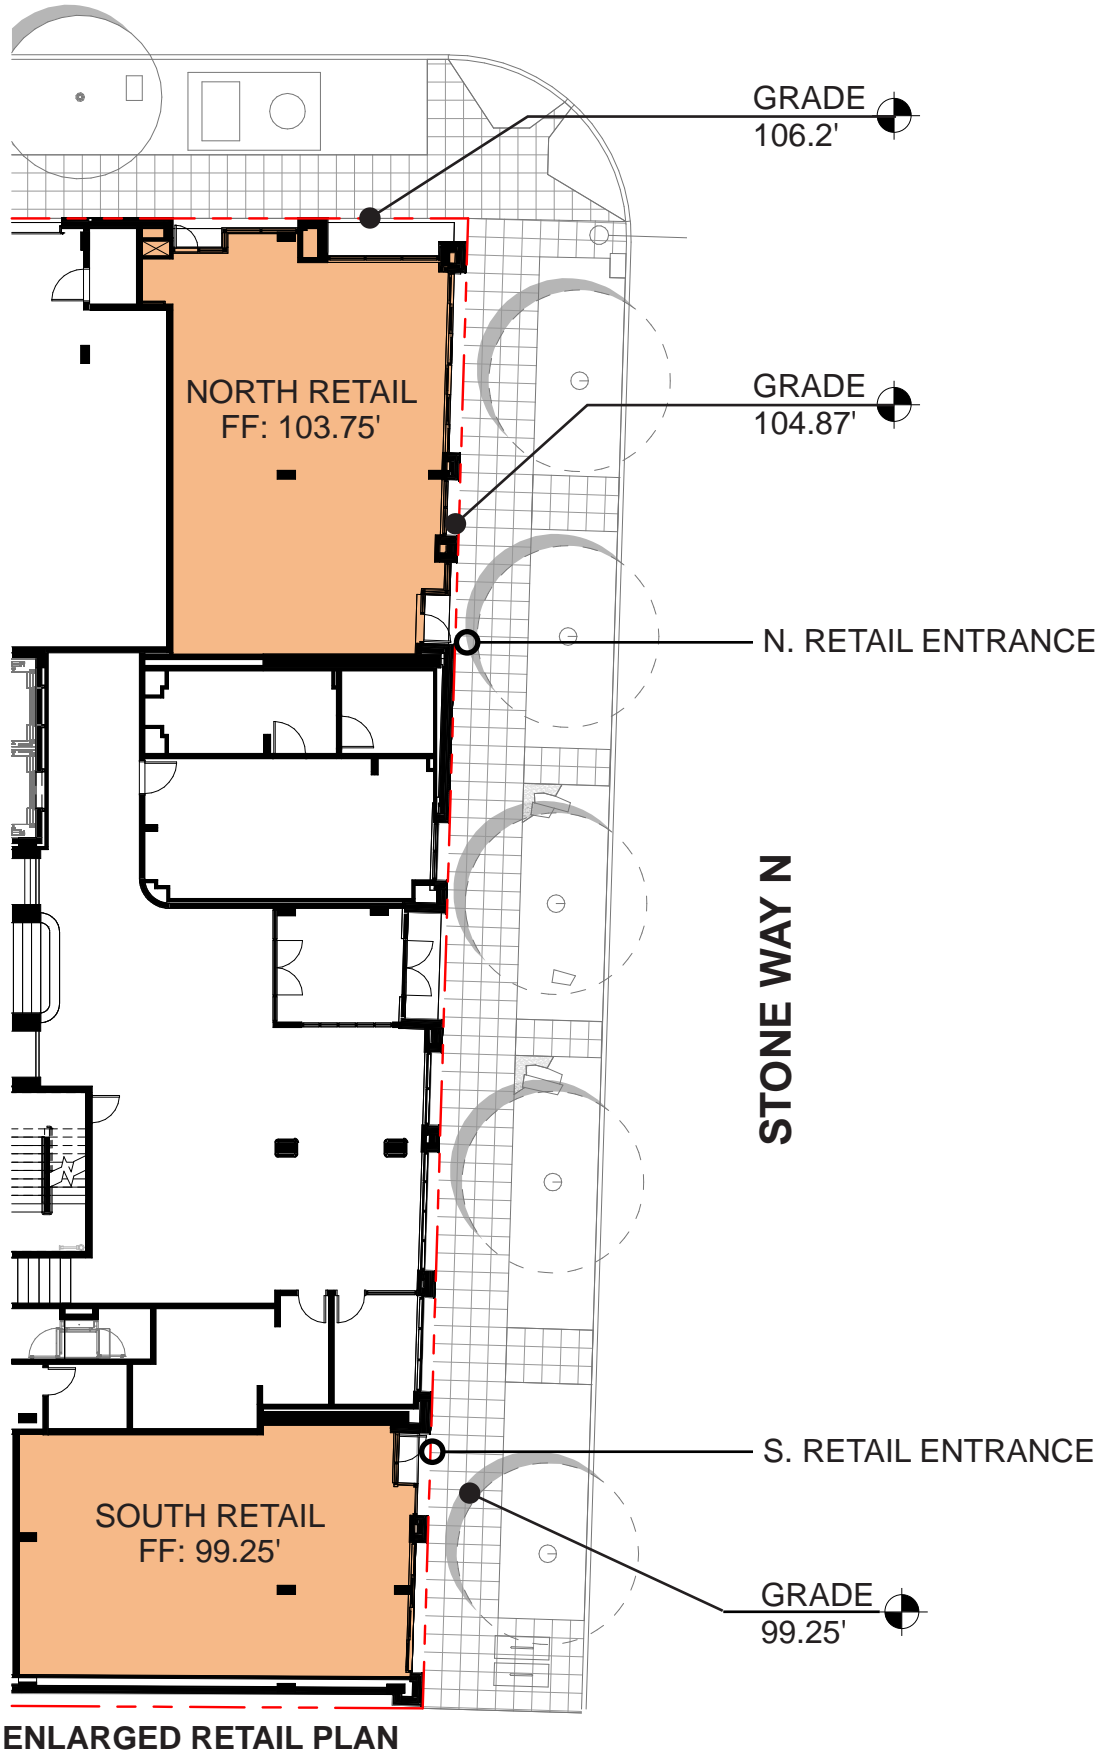 GRADE
106.2'
NORTH RETAIL
FF: 103.75'
GRADE
104.87'
N. RETAIL ENTRANCE
STONE WAY N
S. RETAIL ENTRANCE
SOUTH RETAIL
FF: 99.25'
GRADE
99.25'
ENLARGED RETAIL PLAN